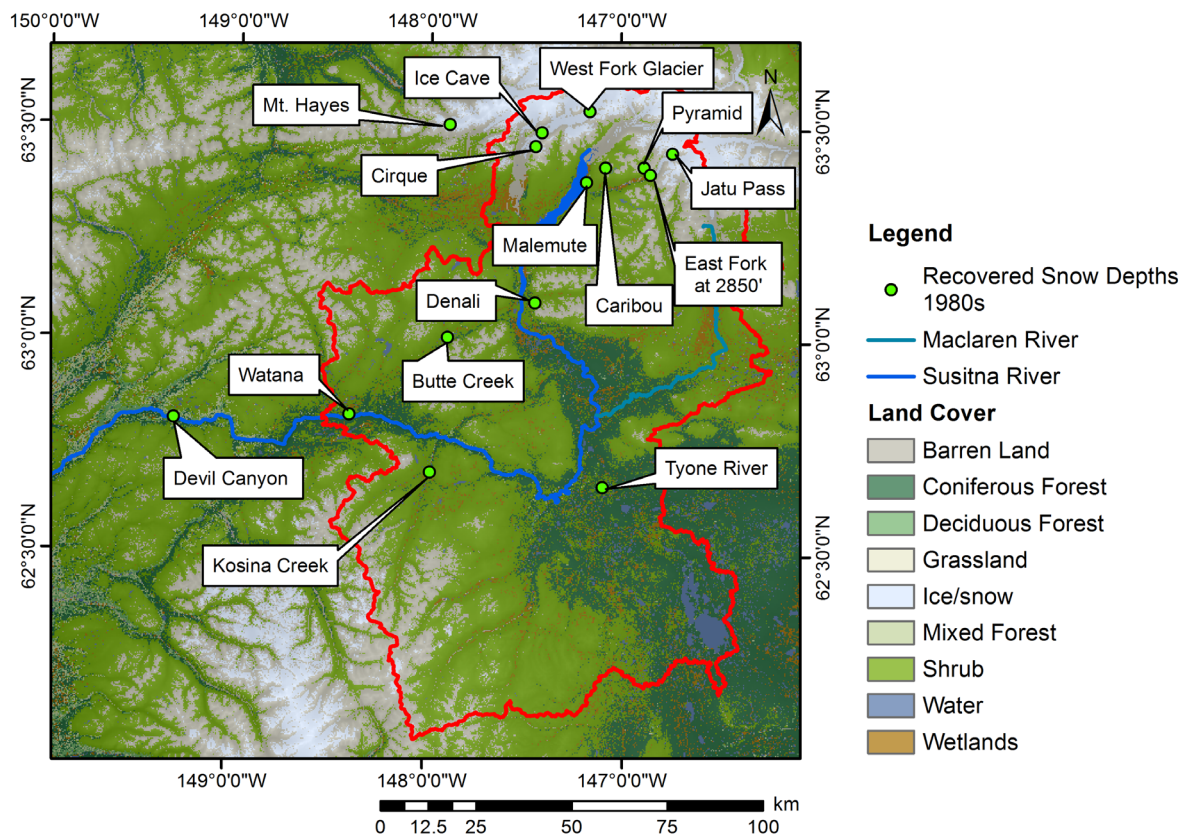 150°0'0"W
149°0'0"W
148°0'0"W
147°0'0"W
West Fork Glacier
Ice Cave
N
Mt. Hayes
Pyramid
63°30'0"N
63°30'0"N
Cirque
Jatu Pass
Malemute
East Fork
at 2850'
Caribou
Denali
63°0'0"N
63°0'0"N
Watana
Butte Creek
Devil Canyon
Tyone River
Kosina Creek
62°30'0"N
62°30'0"N
149°0'0"W
148°0'0"W
147°0'0"W
km
0 12.5 25 50 75 100
Legend
Recovered Snow Depths
1980s
Maclaren River
Susitna River
Land Cover
Barren Land
Coniferous Forest
Deciduous Forest
Grassland
Ice/snow
Mixed Forest
Shrub
Water
Wetlands